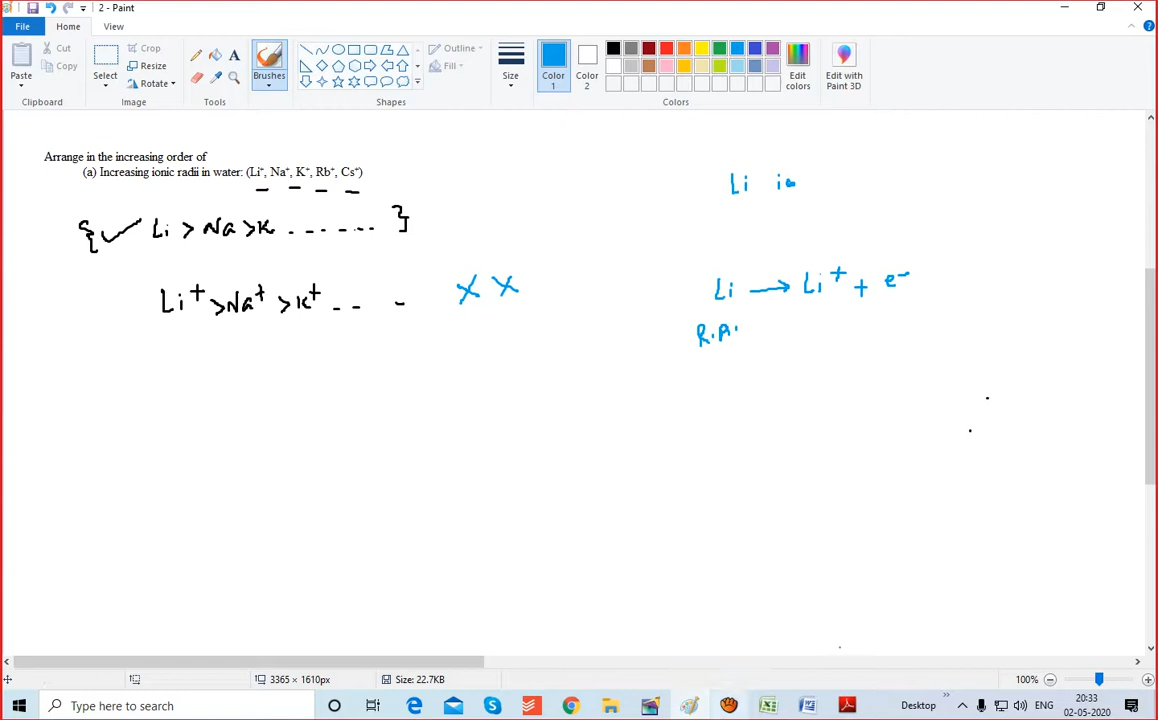 2 - Paint
File Home View
Paste Cut Copy Clipboard
Select Crop Resize Rotate Image
Tools
Brushes
Shapes Outline Fill
Size
Color 1 Color 2 Colors
Edit colors
Edit with Paint 3D
Arrange in the increasing order of
(a) Increasing ionic radii in water: (Li⁺, Na⁺, K⁺, Rb⁺, Cs⁺)
Li
{✓ Li > Na > K ------ }
Li⁺ > Na⁺ > K⁺ -- - X X
Li → Li⁺ + e⁻
3365 × 1610px Size: 22.7KB 100%
Type here to search
Desktop ENG 20:33 02-05-2020